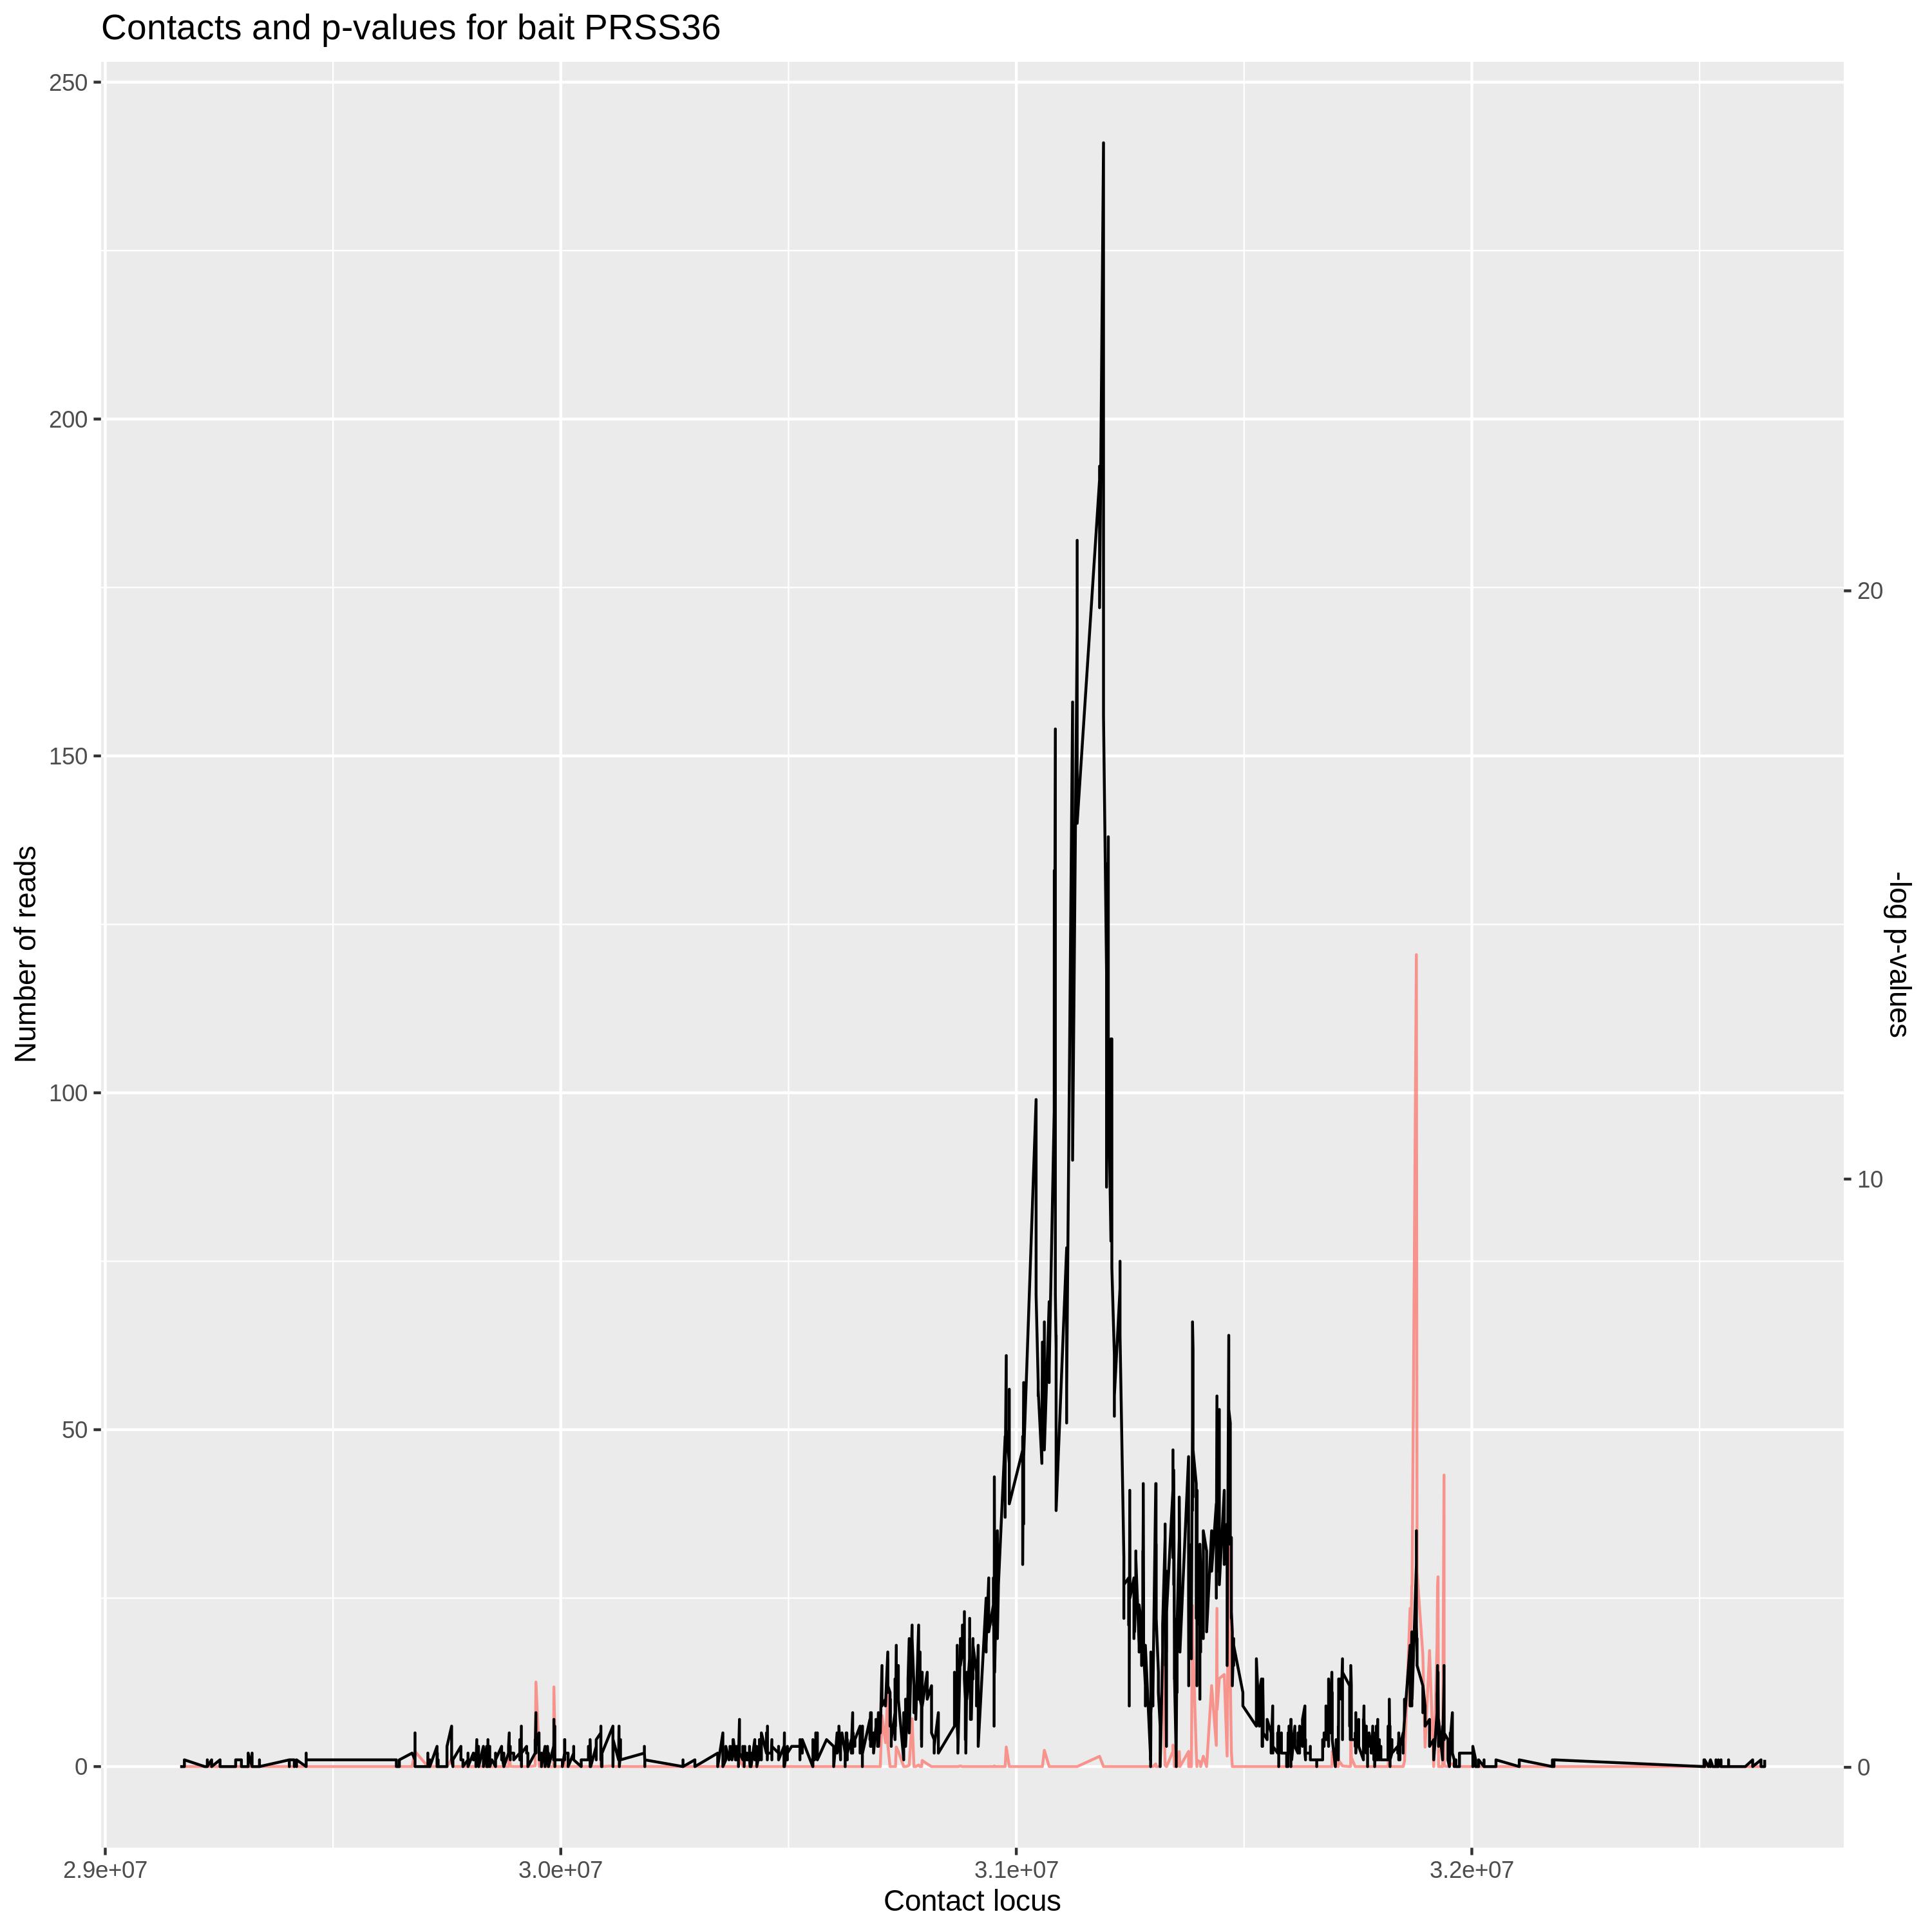 Contacts and p-values for bait PRSS36
250
200
150
100
50
0
Number of reads
20
10
0
-log p-values
2.9e+07 3.0e+07 3.1e+07 3.2e+07
Contact locus